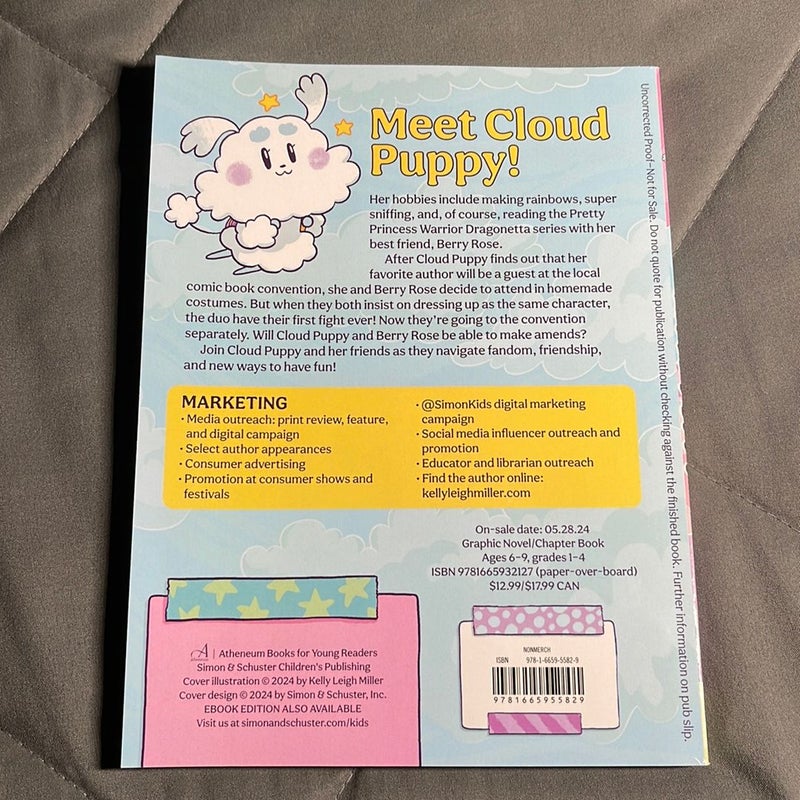 Meet Cloud
Puppy!
Her hobbies include making rainbows, super
sniffing, and, of course, reading the Pretty
Princess Warrior Dragonetta series with her
best friend, Berry Rose.
After Cloud Puppy finds out that her
favorite author will be a guest at the local
comic book convention, she and Berry Rose decide to attend in homemade
costumes. But when they both insist on dressing up as the same character,
the duo have their first fight ever! Now they're going to the convention
separately. Will Cloud Puppy and Berry Rose be able to make amends?
Join Cloud Puppy and her friends as they navigate fandom, friendship,
and new ways to have fun!
MARKETING
· Media outreach: print review, feature,
and digital campaign
· Select author appearances
· Consumer advertising
· Promotion at consumer shows and
festivals
· @SimonKids digital marketing
campaign
· Social media influencer outreach and
promotion
· Educator and librarian outreach
· Find the author online:
kellyleighmiller.com
On-sale date: 05.28.24
Graphic Novel/Chapter Book
Ages 6–9, grades 1–4
ISBN 9781665932127 (paper-over-board)
$12.99/$17.99 CAN
A | Atheneum Books for Young Readers
Simon & Schuster Children's Publishing
Cover illustration © 2024 by Kelly Leigh Miller
Cover design © 2024 by Simon & Schuster, Inc.
EBOOK EDITION ALSO AVAILABLE
Visit us at simonandschuster.com/kids
NONMERCH
ISBN 978-1-6659-5582-9
9781665955829
Uncorrected Proof—Not for Sale. Do not quote for publication without checking against the finished book. Further information on pub slip.